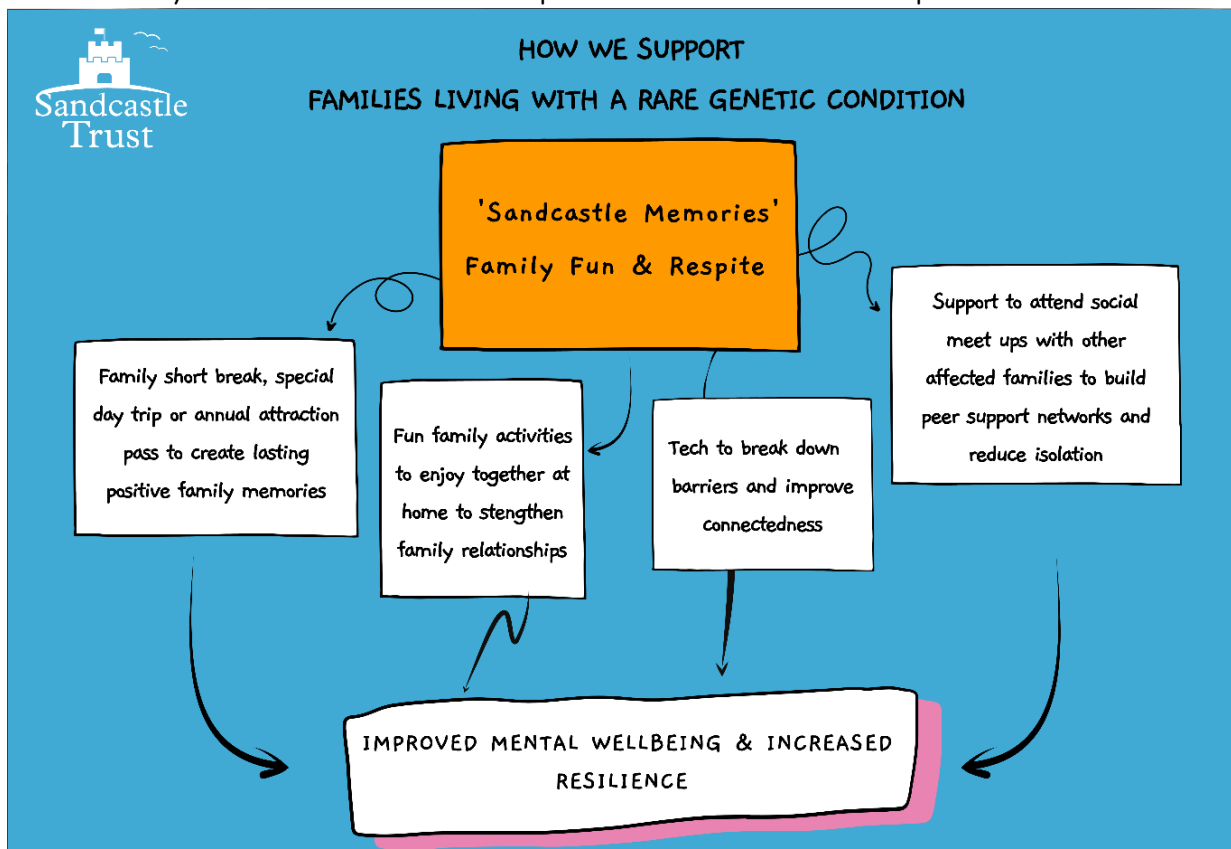 Sandcastle
Trust
HOW WE SUPPORT
FAMILIES LIVING WITH A RARE GENETIC CONDITION
'Sandcastle Memories'
Family Fun & Respite
Family short break, special
day trip or annual attraction
pass to create lasting
positive family memories
Fun family activities
to enjoy together at
home to stengthen
family relationships
Tech to break down
barriers and improve
connectedness
Support to attend social
meet ups with other
affected families to build
peer support networks and
reduce isolation
IMPROVED MENTAL WELLBEING & INCREASED
RESILIENCE